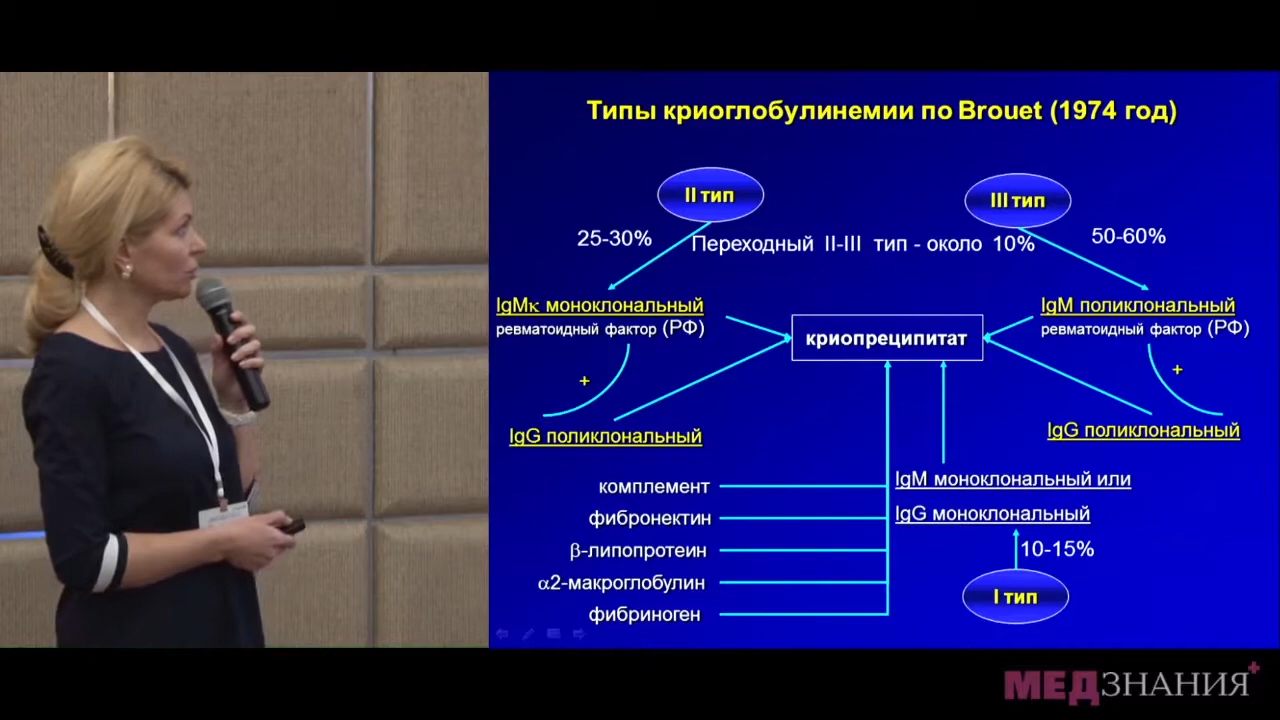 Типы криоглобулинемии по Brouet (1974 год)
II тип
III тип
25-30%
Переходный II-III тип - около 10%
50-60%
IgMκ моноклональный
ревматоидный фактор (РФ)
IgM поликлональный
ревматоидный фактор (РФ)
криопреципитат
+
+
IgG поликлональный
IgG поликлональный
комплемент
фибронектин
β-липопротеин
α2-макроглобулин
фибриноген
IgM моноклональный или
IgG моноклональный
10-15%
I тип
МЕДЗНАНИЯ+